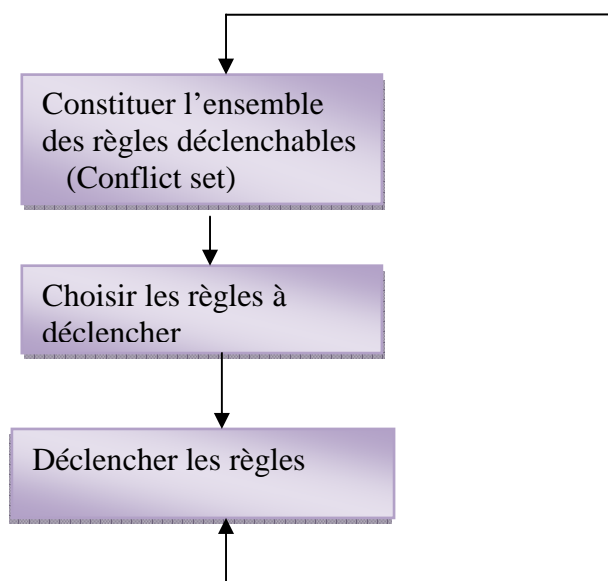 Constituer l’ensemble
des règles déclenchables
(Conflict set)
Choisir les règles à
déclencher
Déclencher les règles